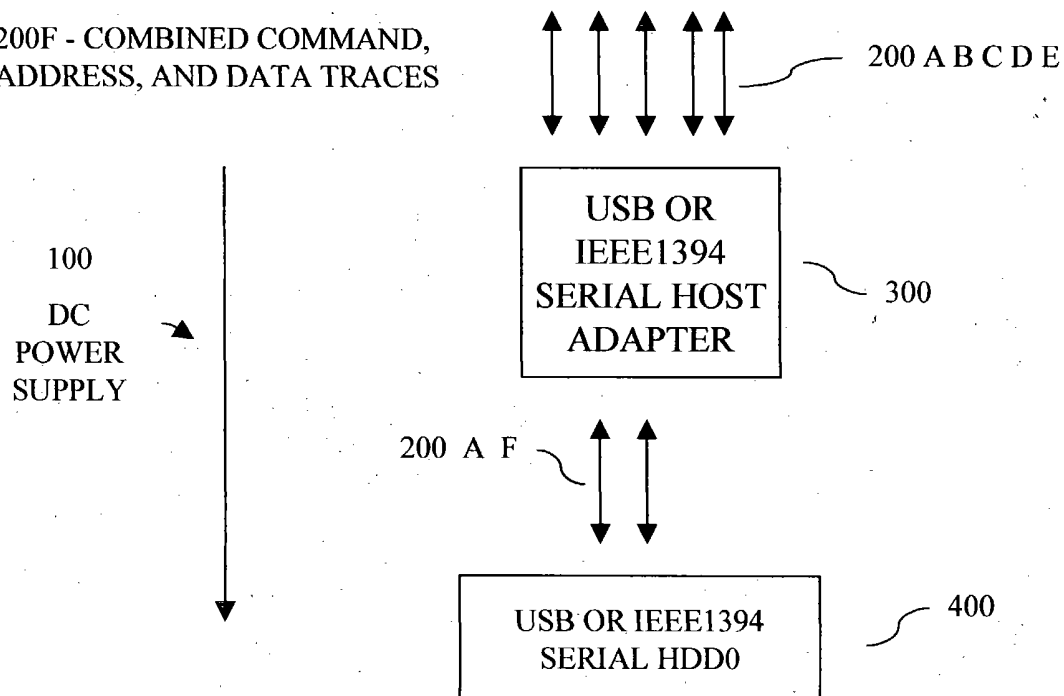 200F - COMBINED COMMAND,
ADDRESS, AND DATA TRACES
200 A B C D E
USB OR
IEEE1394
SERIAL HOST
ADAPTER
300
100
DC
POWER
SUPPLY
200 A F
USB OR IEEE1394
SERIAL HDD0
400